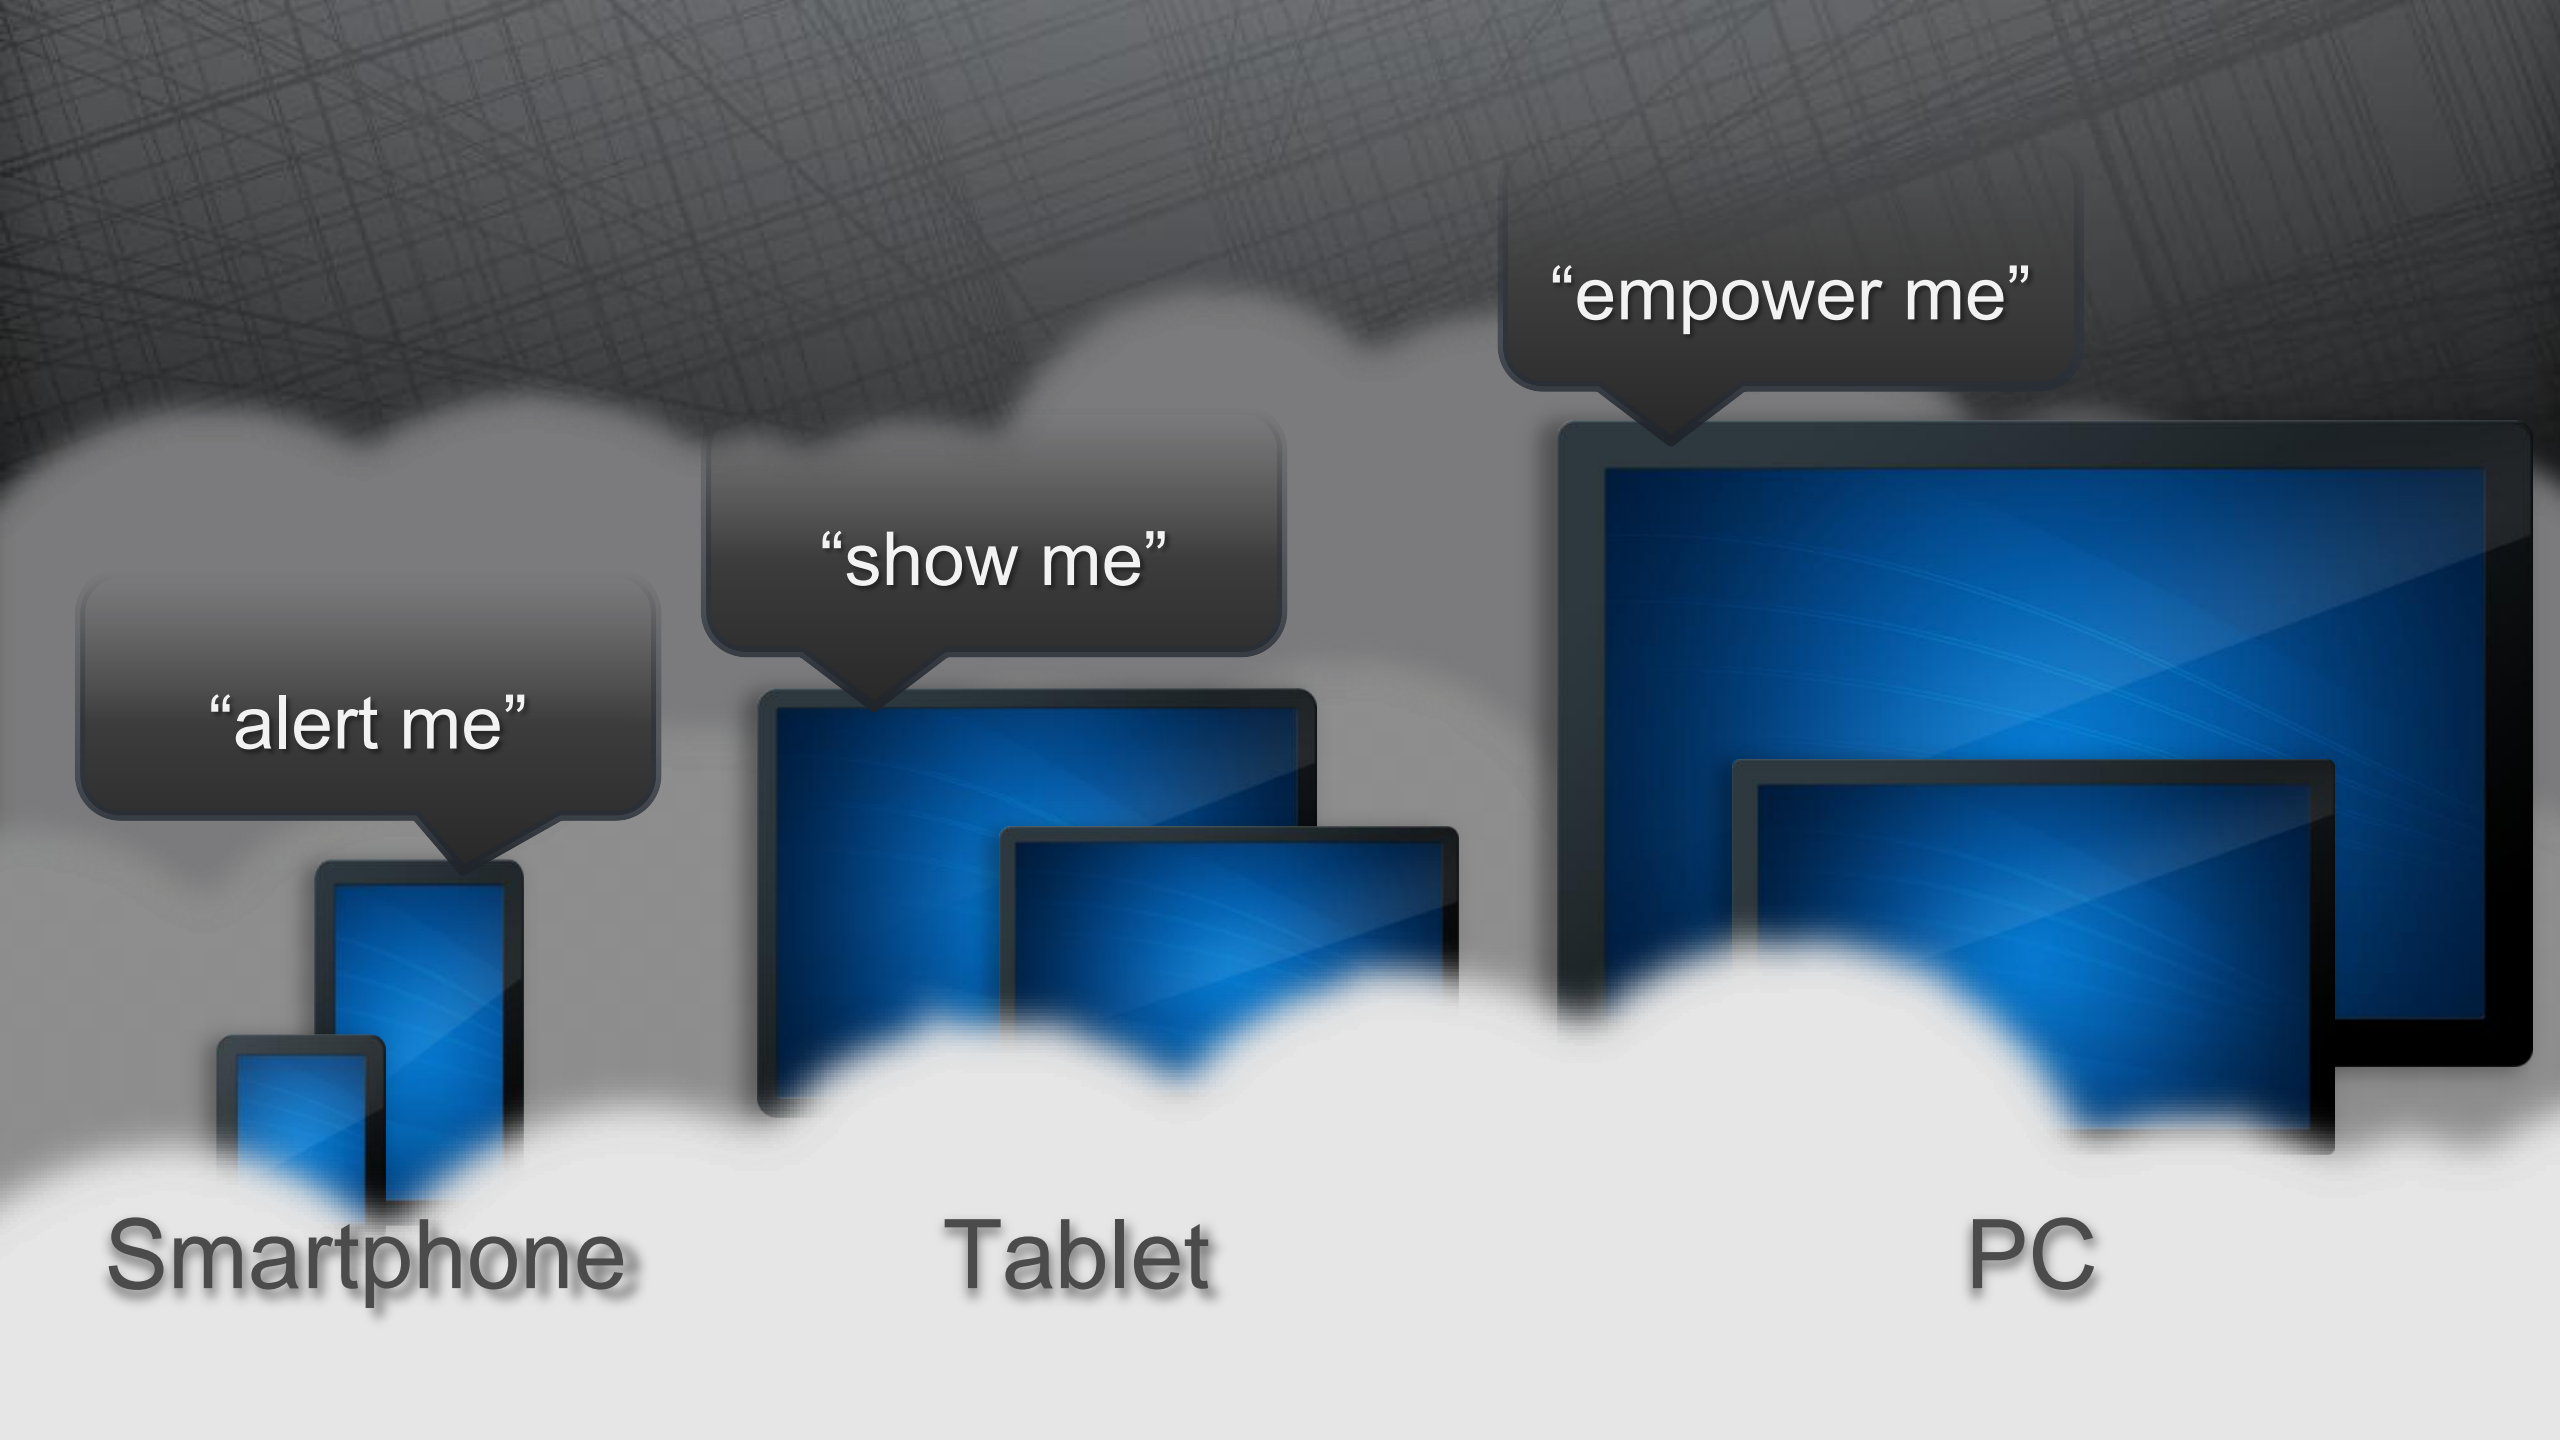 “empower me”
“show me”
“alert me”
Smartphone
Tablet
PC